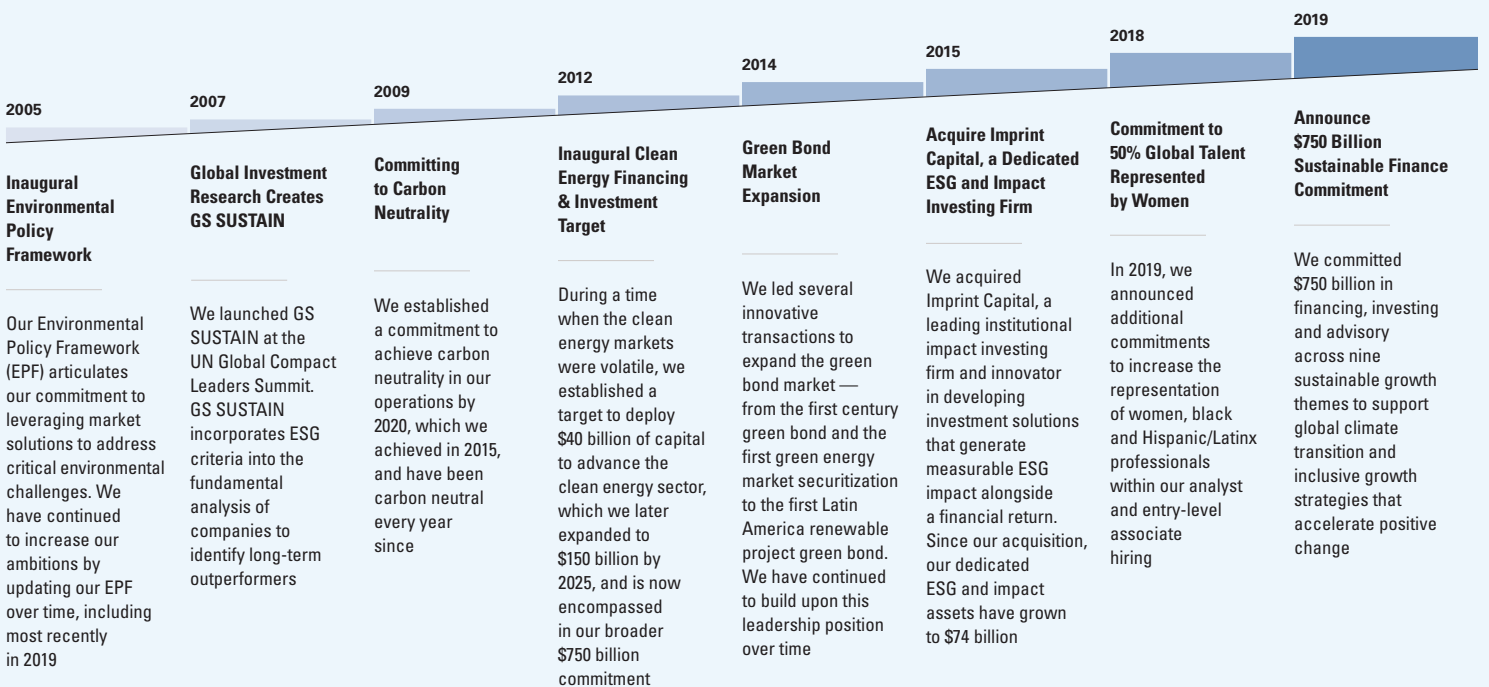 2005
Inaugural
Environmental
Policy
Framework
Our Environmental
Policy Framework
(EPF) articulates
our commitment to
leveraging market
solutions to address
critical environmental
challenges. We
have continued
to increase our
ambitions by
updating our EPF
over time, including
most recently
in 2019
2007
Global Investment
Research Creates
GS SUSTAIN
We launched GS
SUSTAIN at the
UN Global Compact
Leaders Summit.
GS SUSTAIN
incorporates ESG
criteria into the
fundamental
analysis of
companies to
identify long-term
outperformers
2009
Committing
to Carbon
Neutrality
We established
a commitment to
achieve carbon
neutrality in our
operations by
2020, which we
achieved in 2015,
and have been
carbon neutral
every year
since
2012
Inaugural Clean
Energy Financing
& Investment
Target
During a time
when the clean
energy markets
were volatile, we
established a
target to deploy
$40 billion of capital
to advance the
clean energy sector,
which we later
expanded to
$150 billion by
2025, and is now
encompassed
in our broader
$750 billion
commitment
2014
Green Bond
Market
Expansion
We led several
innovative
transactions to
expand the green
bond market —
from the first century
green bond and the
first green energy
market securitization
to the first Latin
America renewable
project green bond.
We have continued
to build upon this
leadership position
over time
2015
Acquire Imprint
Capital, a Dedicated
ESG and Impact
Investing Firm
We acquired
Imprint Capital, a
leading institutional
impact investing
firm and innovator
in developing
investment solutions
that generate
measurable ESG
impact alongside
a financial return.
Since our acquisition,
our dedicated
ESG and impact
assets have grown
to $74 billion
2018
Commitment to
50% Global Talent
Represented
by Women
In 2019, we
announced
additional
commitments
to increase the
representation
of women, black
and Hispanic/Latinx
professionals
within our analyst
and entry-level
associate
hiring
2019
Announce
$750 Billion
Sustainable Finance
Commitment
We committed
$750 billion in
financing, investing
and advisory
across nine
sustainable growth
themes to support
global climate
transition and
inclusive growth
strategies that
accelerate positive
change